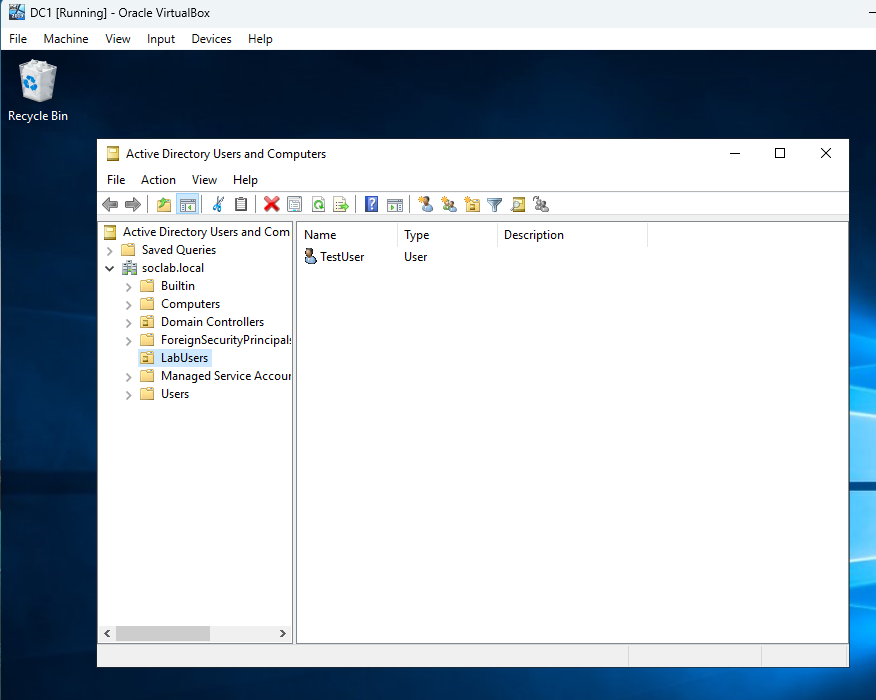 DC1 [Running] - Oracle VirtualBox
File Machine View Input Devices Help
Recycle Bin
Active Directory Users and Computers
File Action View Help
Active Directory Users and Com
Name Type Description
Saved Queries
TestUser User
soclab.local
Builtin
Computers
Domain Controllers
ForeignSecurityPrincipals
LabUsers
Managed Service Accour
Users